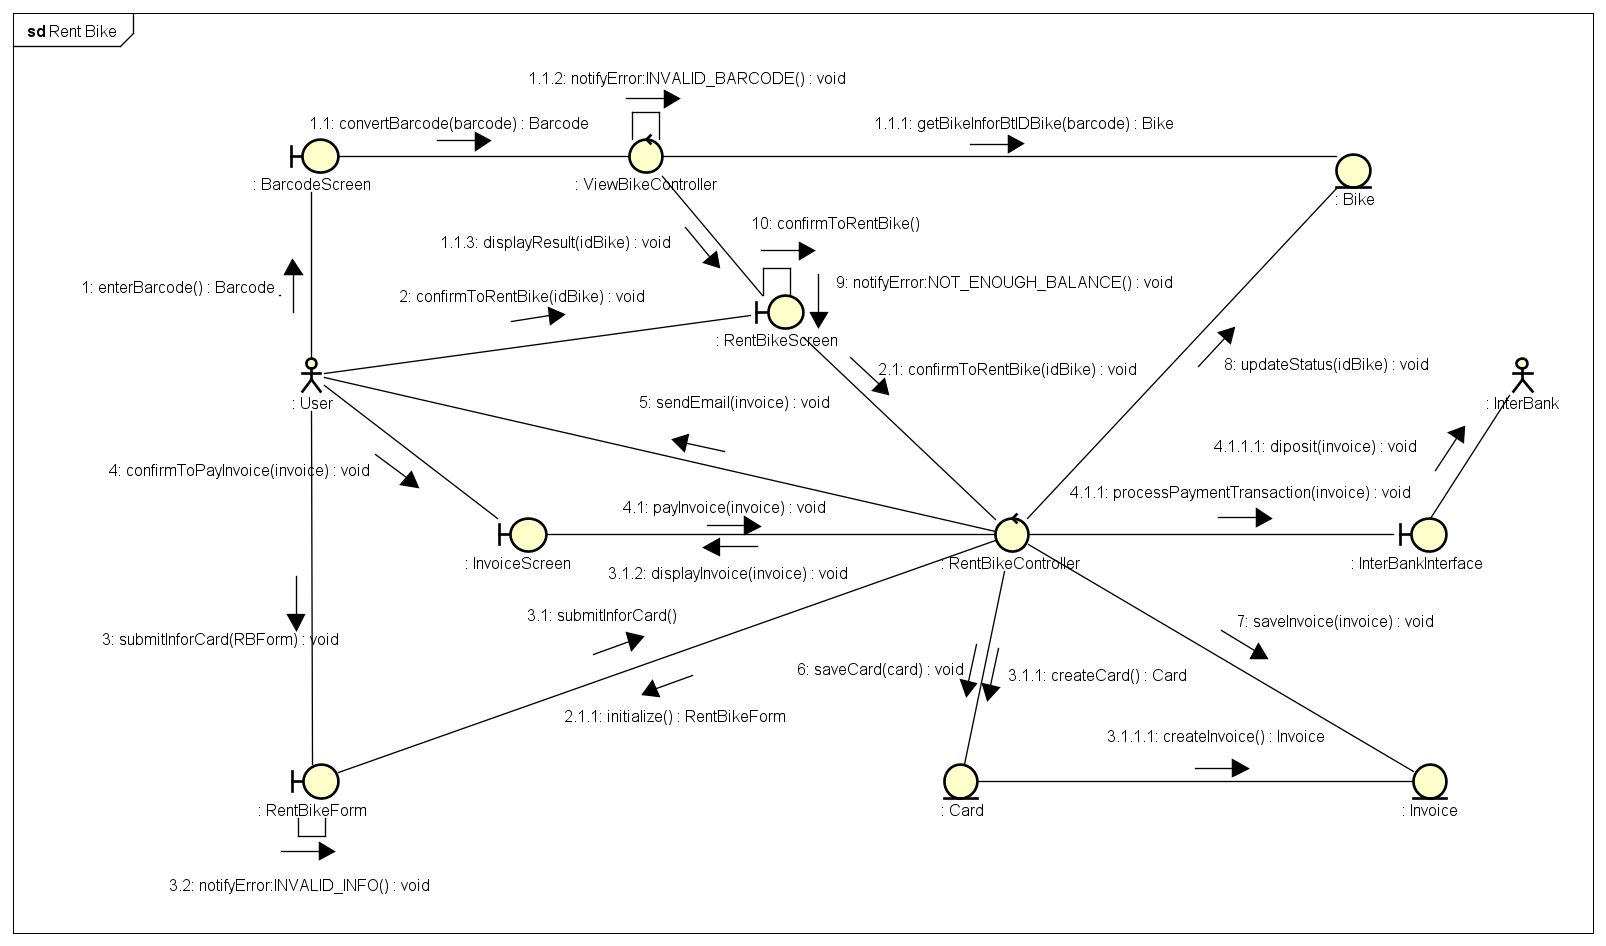 sd Rent Bike
1.1.2: notifyError:INVALID_BARCODE() : void
1.1: convertBarcode(barcode) : Barcode
1.1.1: getBikeInforBtIDBike(barcode) : Bike
: BarcodeScreen
: ViewBikeController
: Bike
10: confirmToRentBike()
1.1.3: displayResult(idBike) : void
9: notifyError:NOT_ENOUGH_BALANCE() : void
1: enterBarcode() : Barcode
2: confirmToRentBike(idBike) : void
: RentBikeScreen
2.1: confirmToRentBike(idBike) : void
8: updateStatus(idBike) : void
: User
5: sendEmail(invoice) : void
: InterBank
4.1.1.1: diposit(invoice) : void
4: confirmToPayInvoice(invoice) : void
4.1.1: processPaymentTransaction(invoice) : void
4.1: payInvoice(invoice) : void
: InvoiceScreen
: RentBikeController
: InterBankInterface
3.1.2: displayInvoice(invoice) : void
3.1: submitInforCard()
7: saveInvoice(invoice) : void
3: submitInforCard(RBForm) : void
6: saveCard(card) : void
3.1.1: createCard() : Card
2.1.1: initialize() : RentBikeForm
3.1.1.1: createInvoice() : Invoice
: RentBikeForm
: Card
: Invoice
3.2: notifyError:INVALID_INFO() : void